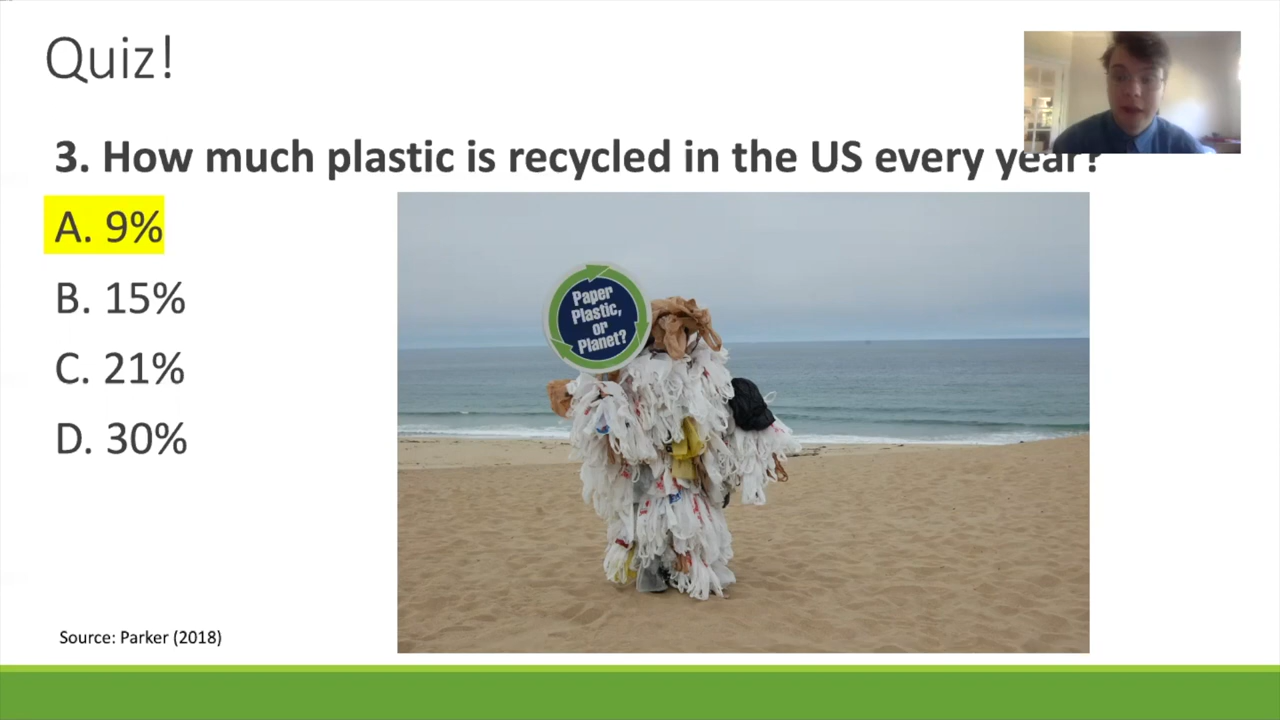 Quiz!
3. How much plastic is recycled in the US every year?
A. 9%
B. 15%
C. 21%
D. 30%
Paper
Plastic,
or
Planet?
Source: Parker (2018)